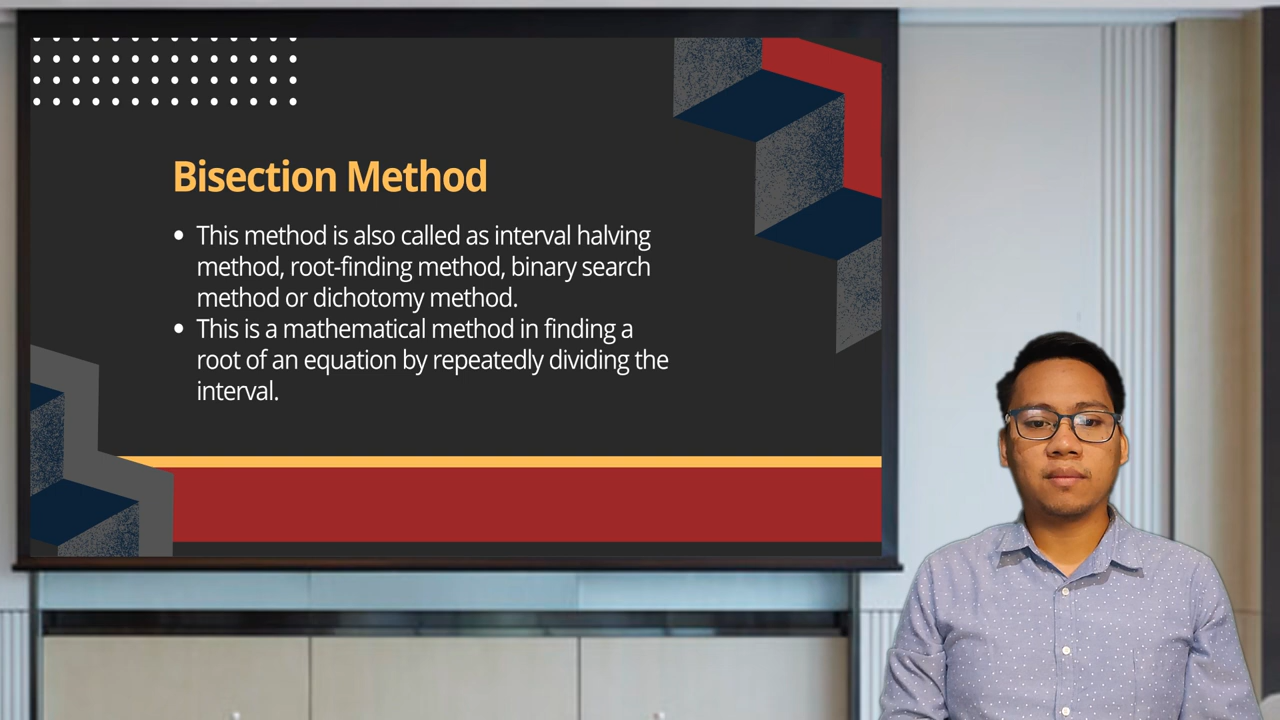 Bisection Method
• This method is also called as interval halving
method, root-finding method, binary search
method or dichotomy method.
• This is a mathematical method in finding a
root of an equation by repeatedly dividing the
interval.